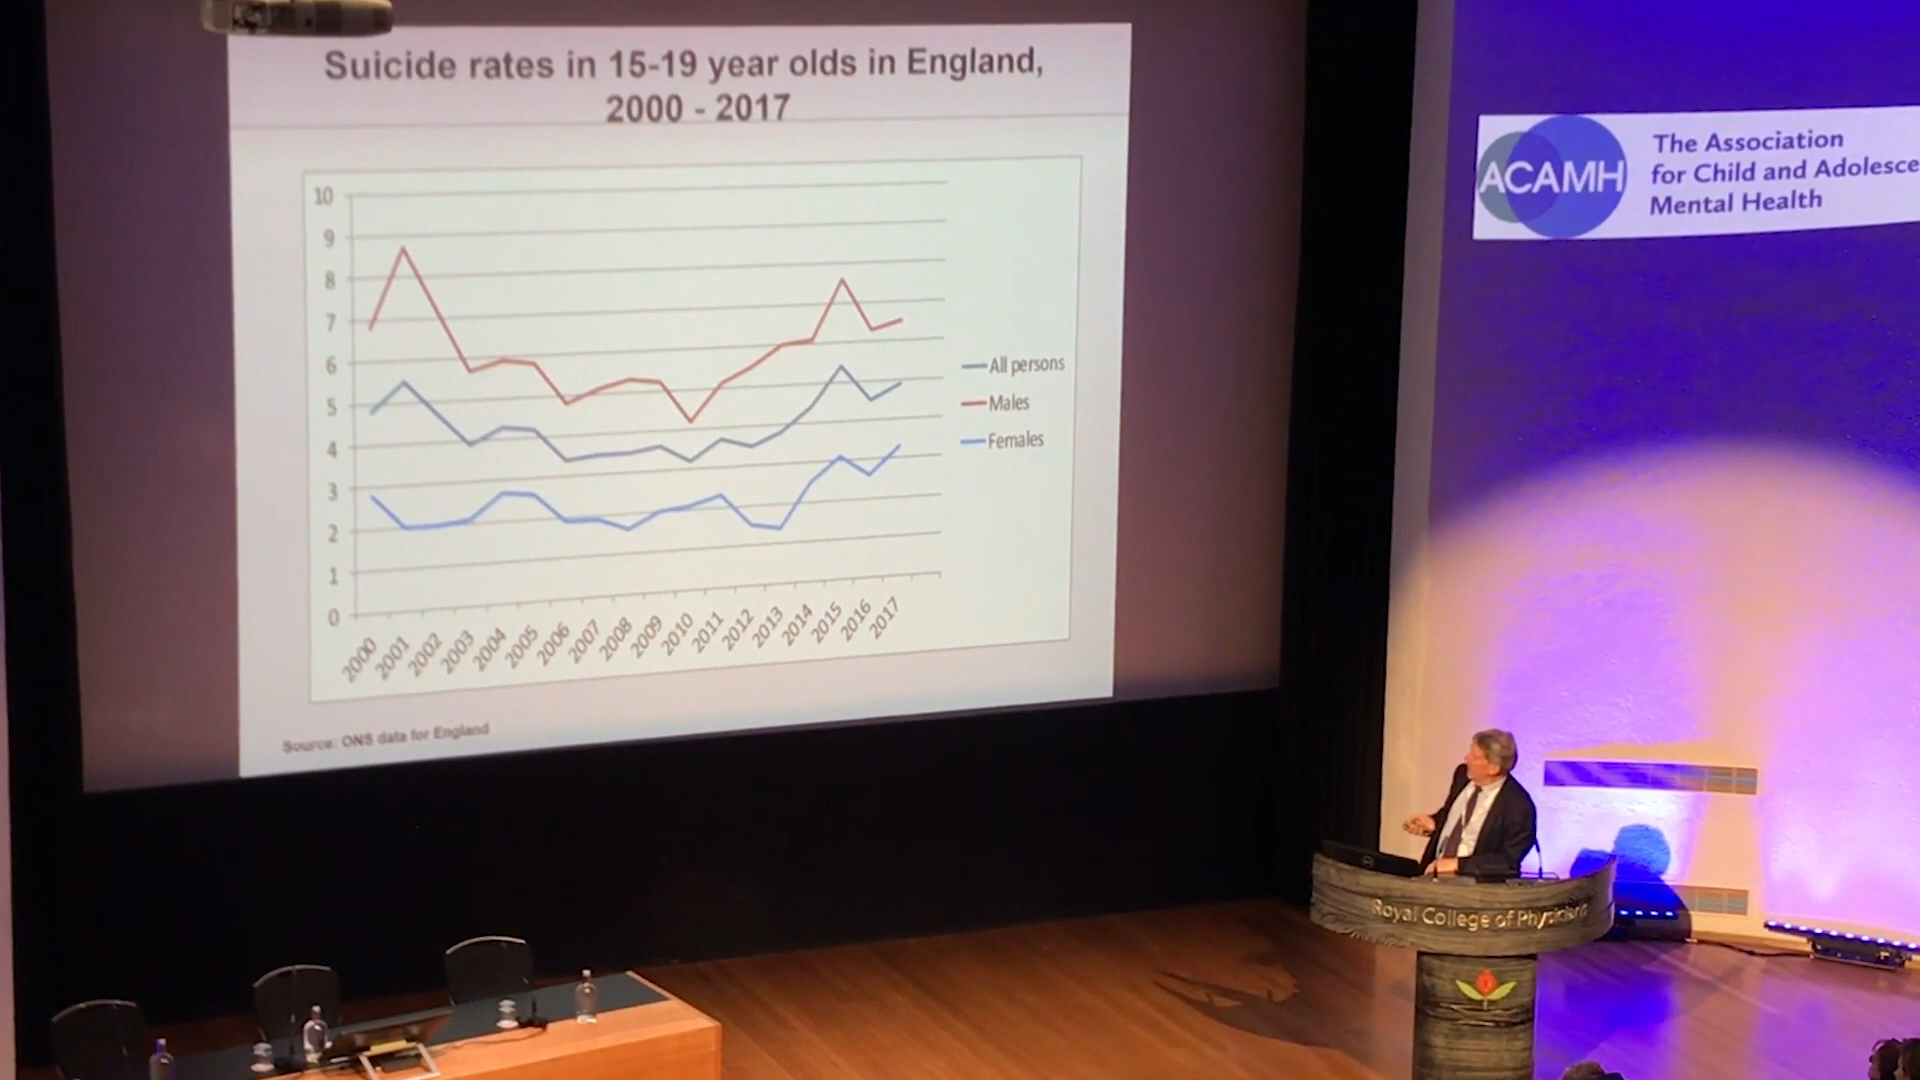 Suicide rates in 15-19 year olds in England,
2000 - 2017
10
9
8
7
6
5
4
3
2
1
0
2000
2001
2002
2003
2004
2005
2006
2007
2008
2009
2010
2011
2012
2013
2014
2015
2016
2017
All persons
Males
Females
Source: ONS data for England
ACAMH
The Association
for Child and Adolesce
Mental Health
Royal College of Physicians